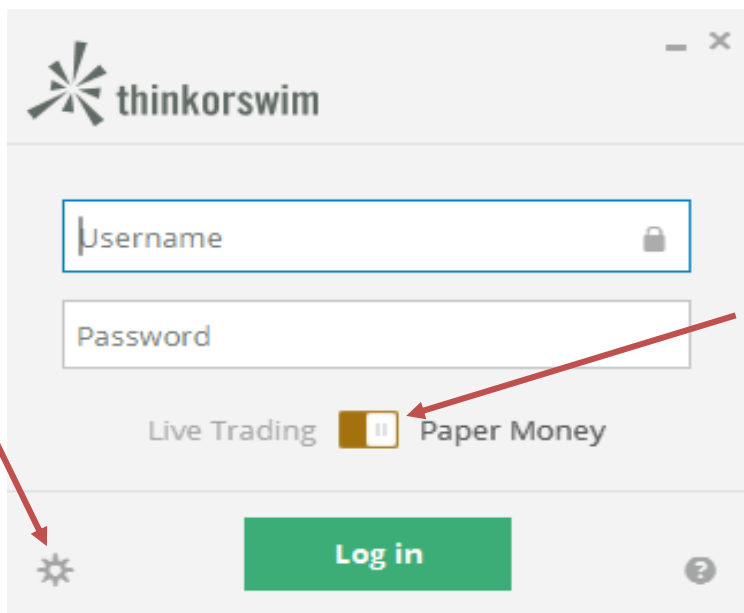 thinkorswim
Username
Password
Live Trading Paper Money
Log in
?